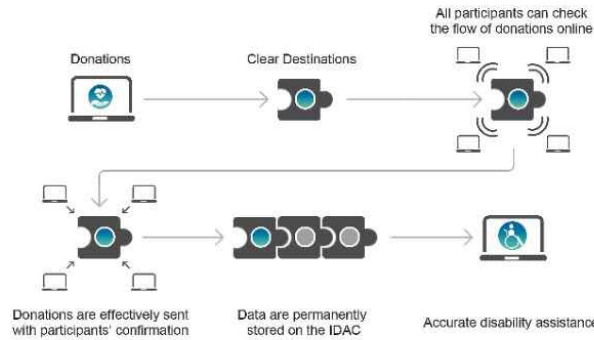 Donations
Clear Destinations
All participants can check
the flow of donations online
Donations are effectively sent
with participants' confirmation
Data are permanently
stored on the IDAC
Accurate disability assistance